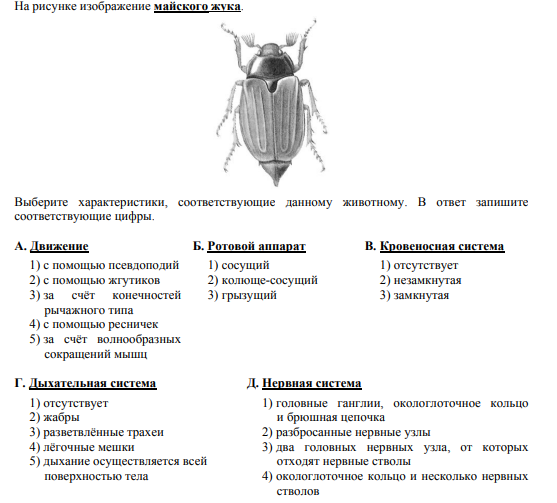 На рисунке изображение майского жука.
Выберите характеристики, соответствующие данному животному. В ответ запишите
соответствующие цифры.
А. Движение
1) с помощью псевдоподий
2) с помощью жгутиков
3) за счёт конечностей
рычажного типа
4) с помощью ресничек
5) за счёт волнообразных
сокращений мышц
Б. Ротовой аппарат
1) сосущий
2) колюще-сосущий
3) грызущий
В. Кровеносная система
1) отсутствует
2) незамкнутая
3) замкнутая
Г. Дыхательная система
1) отсутствует
2) жабры
3) разветвлённые трахеи
4) лёгочные мешки
5) дыхание осуществляется всей
поверхностью тела
Д. Нервная система
1) головные ганглии, окологлоточное кольцо
и брюшная цепочка
2) разбросанные нервные узлы
3) два головных нервных узла, от которых
отходят нервные стволы
4) окологлоточное кольцо и несколько нервных
стволов